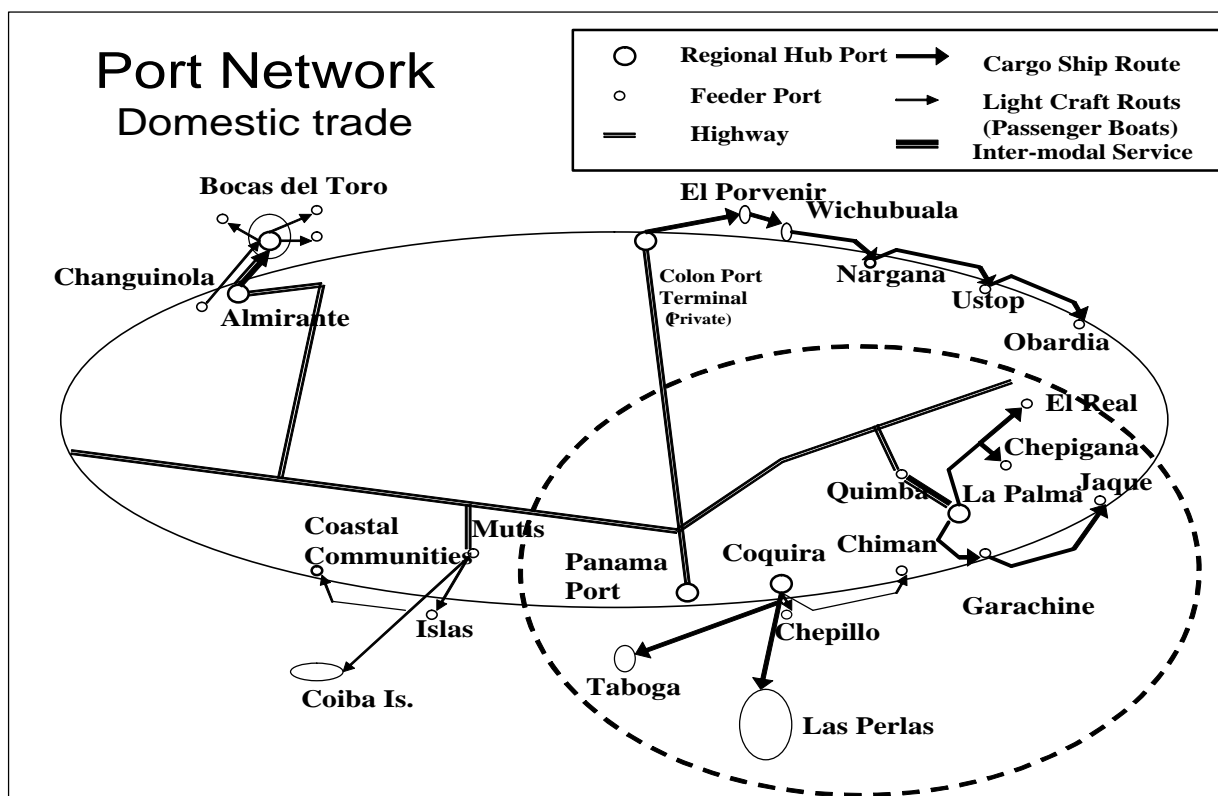 Port Network
Domestic trade
Regional Hub Port
Feeder Port
Highway
Cargo Ship Route
Light Craft Routs
(Passenger Boats)
Inter-modal Service
Bocas del Toro
El Porvenir
Wichubuala
Changuinola
Almirante
Colon Port
Terminal
(Private)
Nargana
Ustop
Obardia
El Real
Chepigana
Jaque
Quimba
La Palma
Coastal
Communities
Mutis
Panama
Port
Coquira
Chiman
Garachine
Islas
Chepillo
Coiba Is.
Taboga
Las Perlas